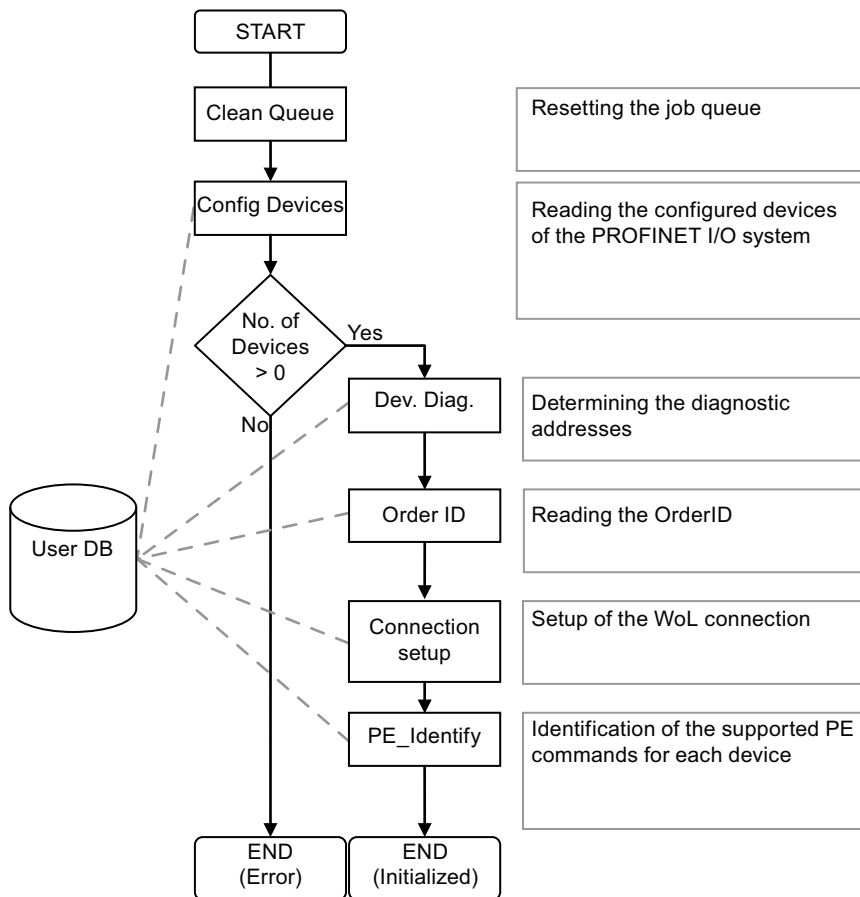 START
Clean Queue
Resetting the job queue
Config Devices
Reading the configured devices
of the PROFINET I/O system
No. of
Devices
> 0
Yes
No
Dev. Diag.
Determining the diagnostic
addresses
Order ID
Reading the OrderID
User DB
Connection
setup
Setup of the WoL connection
PE_Identify
Identification of the supported PE
commands for each device
END
(Error)
END
(Initialized)